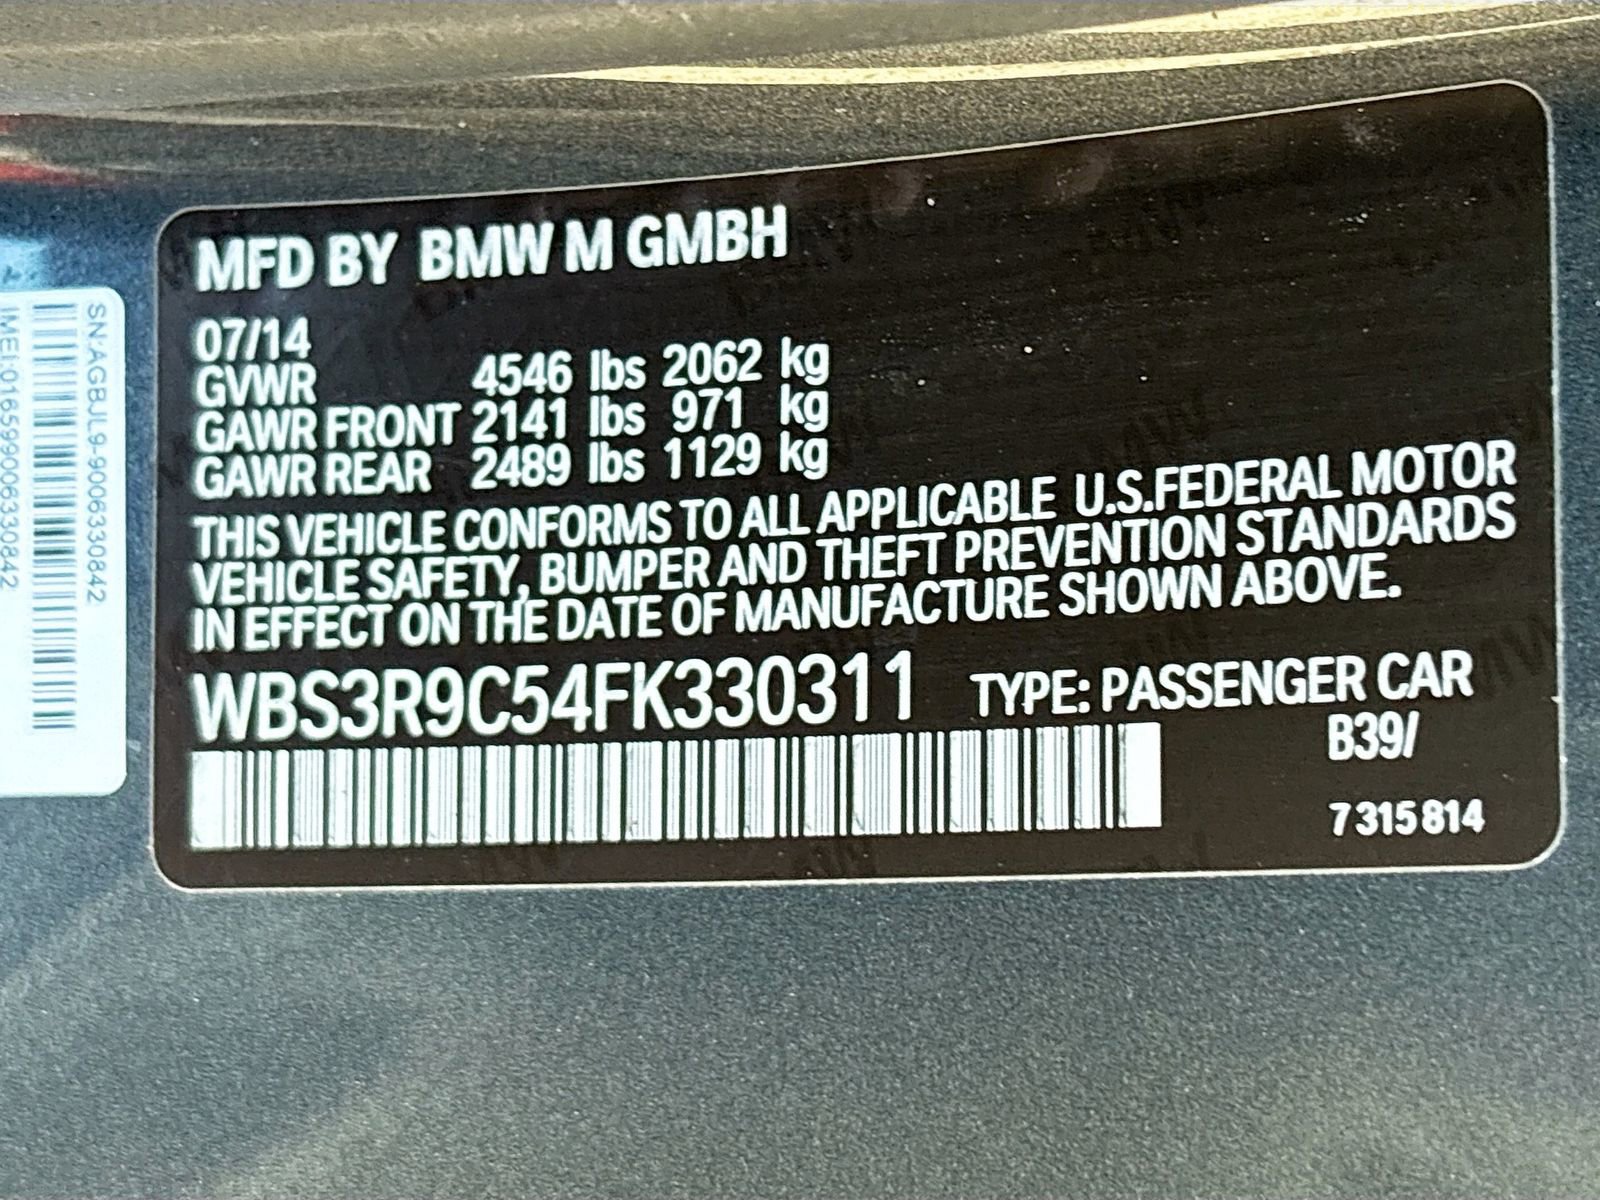 MFD BY BMW M GMBH
07/14
GVWR 4546 lbs 2062 kg
GAWR FRONT 2141 lbs 971 kg
GAWR REAR 2489 lbs 1129 kg
THIS VEHICLE CONFORMS TO ALL APPLICABLE U.S.FEDERAL MOTOR
VEHICLE SAFETY, BUMPER AND THEFT PREVENTION STANDARDS
IN EFFECT ON THE DATE OF MANUFACTURE SHOWN ABOVE.
WBS3R9C54FK330311 TYPE: PASSENGER CAR
B39/
7 315 814
SN:AGBJL9-9006330842
IMEI:016599006330842